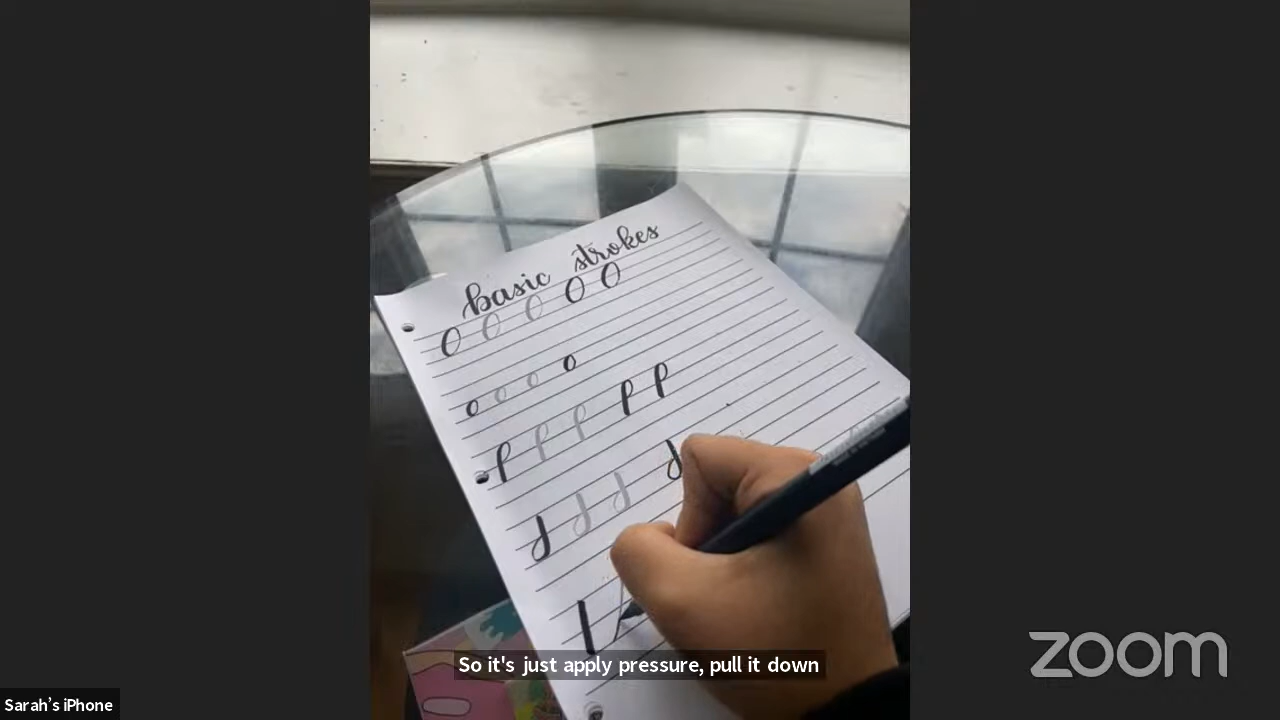 basic strokes
O O O O O
o o o o
So it's just apply pressure, pull it down
zoom
Sarah's iPhone